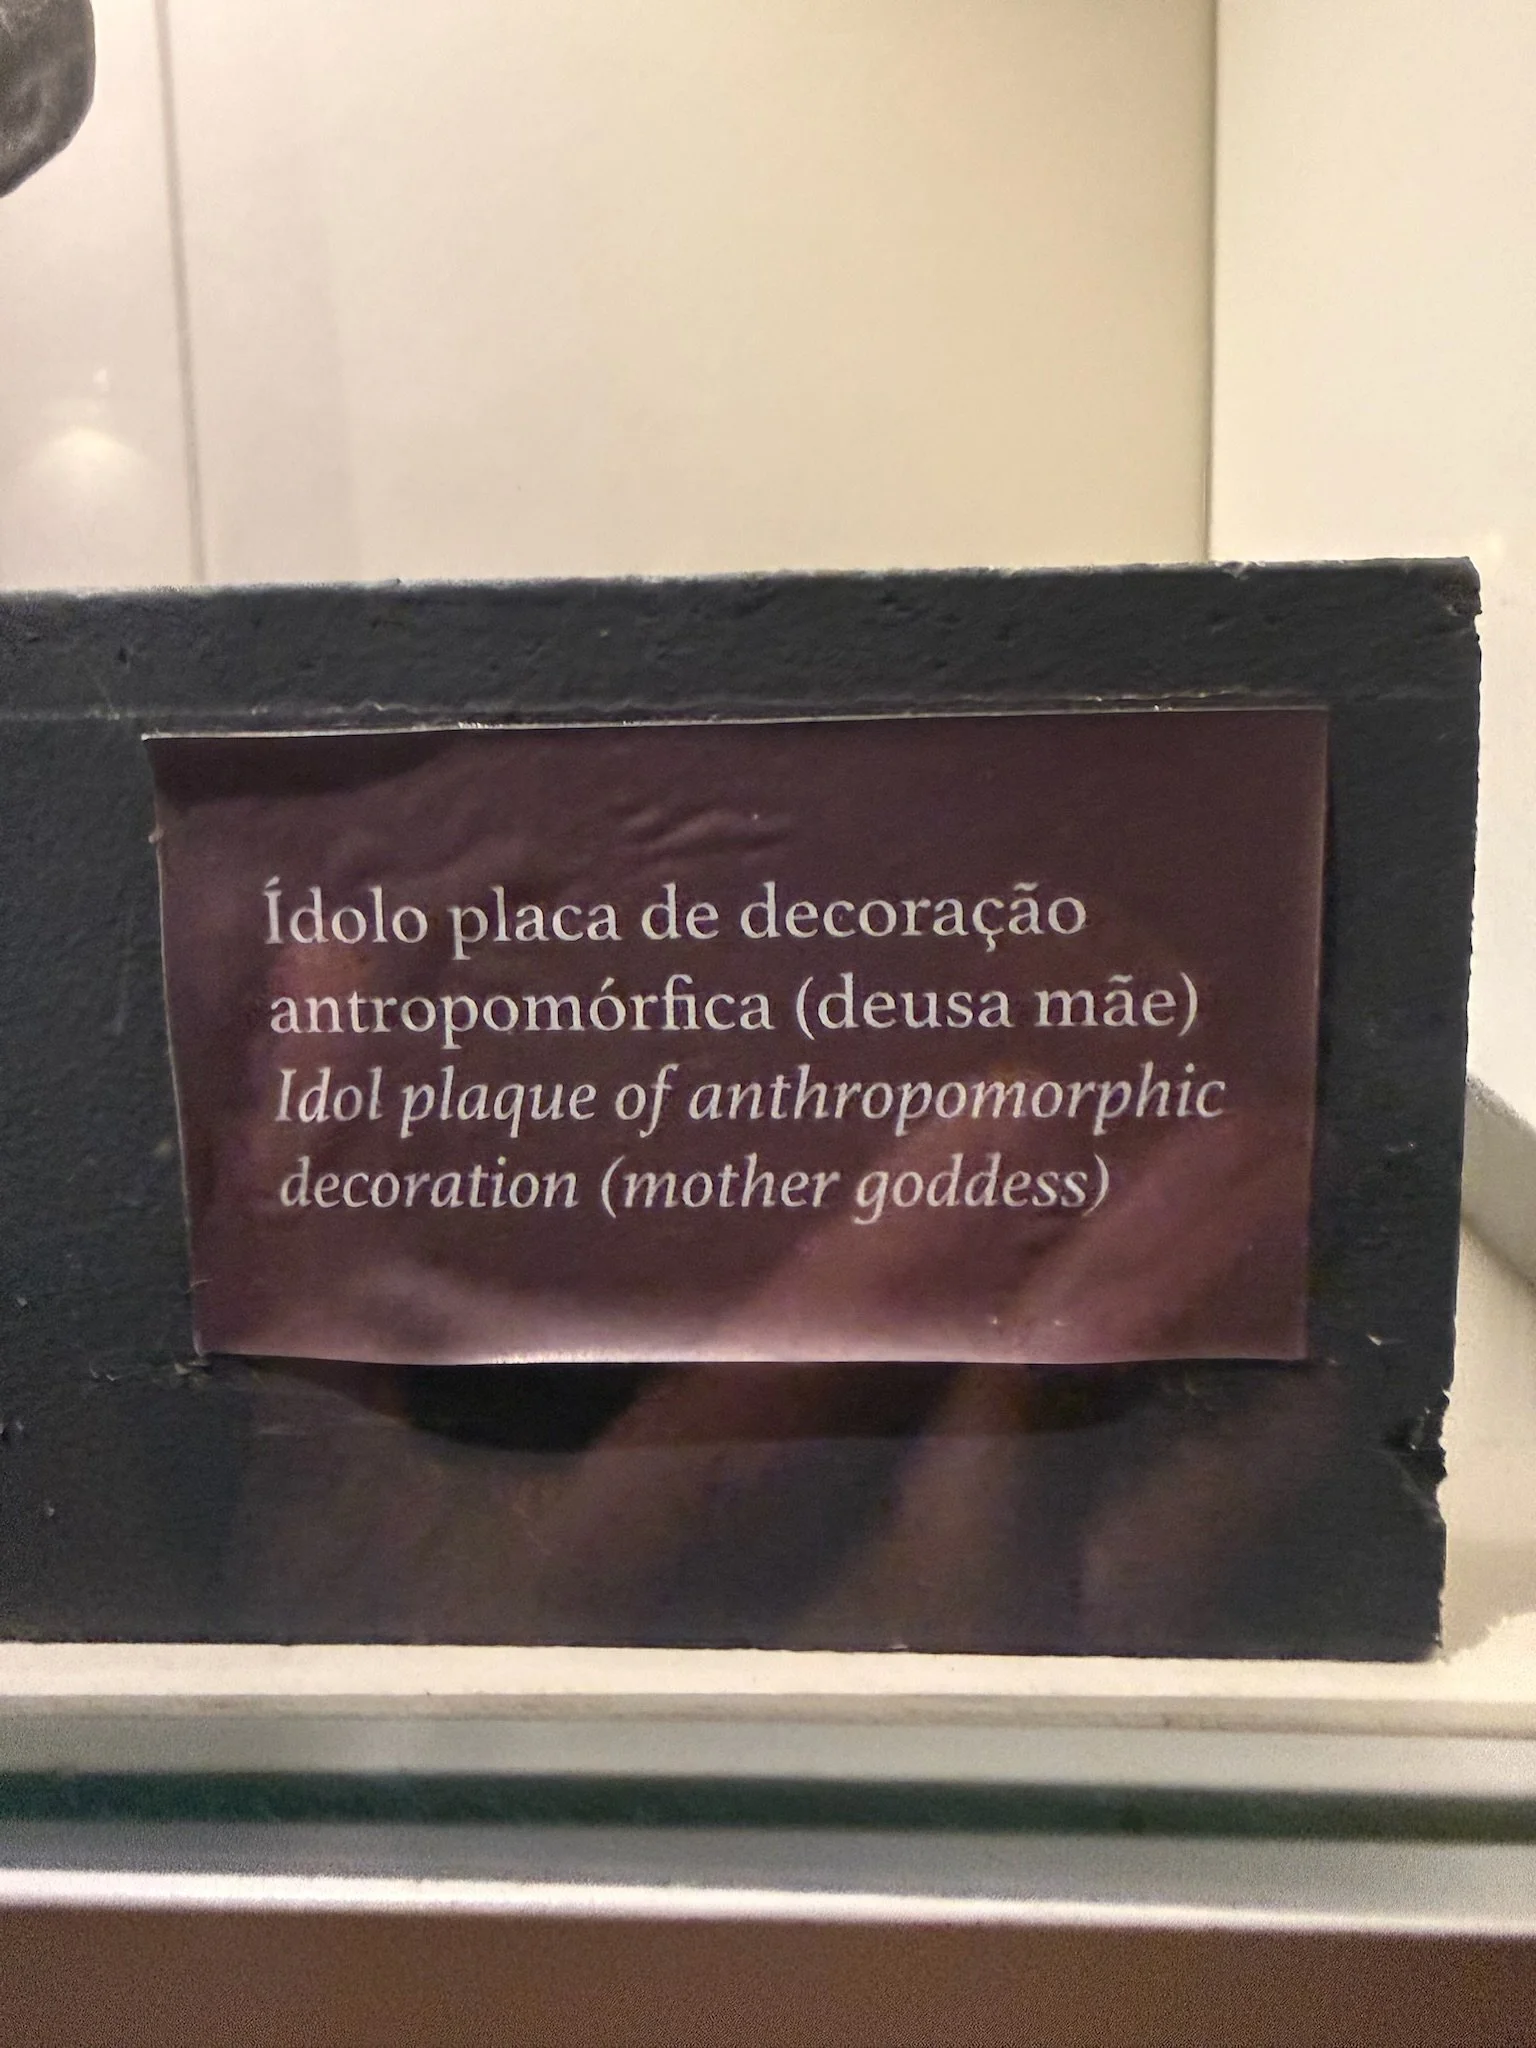 Ídolo placa de decoração
antropomórfica (deusa mãe)
Idol plaque of anthropomorphic
decoration (mother goddess)